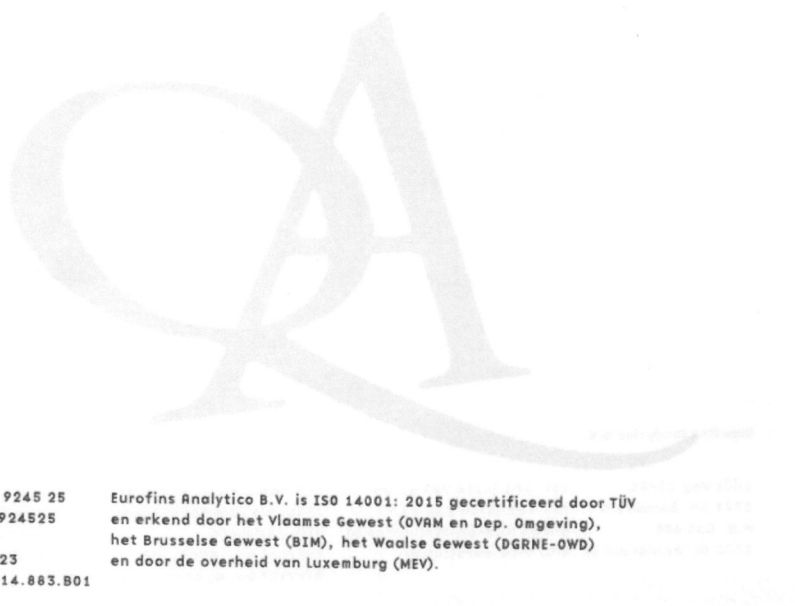 9245 25
924525
23
14.883.B01
Eurofins Analytico B.V. is ISO 14001: 2015 gecertificeerd door TÜV
en erkend door het Vlaamse Gewest (OVAM en Dep. Omgeving),
het Brusselse Gewest (BIM), het Waalse Gewest (DGRNE-OWD)
en door de overheid van Luxemburg (MEV).